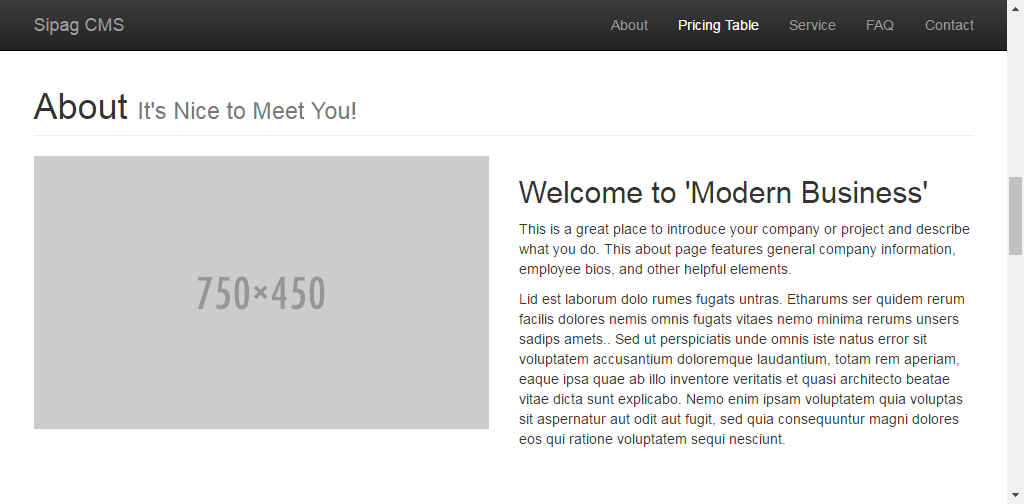 Sipag CMS About Pricing Table Service FAQ Contact
About It's Nice to Meet You!
750×450
Welcome to 'Modern Business'
This is a great place to introduce your company or project and describe
what you do. This about page features general company information,
employee bios, and other helpful elements.
Lid est laborum dolo rumes fugats untras. Etharums ser quidem rerum
facilis dolores nemis omnis fugats vitaes nemo minima rerums unsers
sadips amets.. Sed ut perspiciatis unde omnis iste natus error sit
voluptatem accusantium doloremque laudantium, totam rem aperiam,
eaque ipsa quae ab illo inventore veritatis et quasi architecto beatae
vitae dicta sunt explicabo. Nemo enim ipsam voluptatem quia voluptas
sit aspernatur aut odit aut fugit, sed quia consequuntur magni dolores
eos qui ratione voluptatem sequi nesciunt.